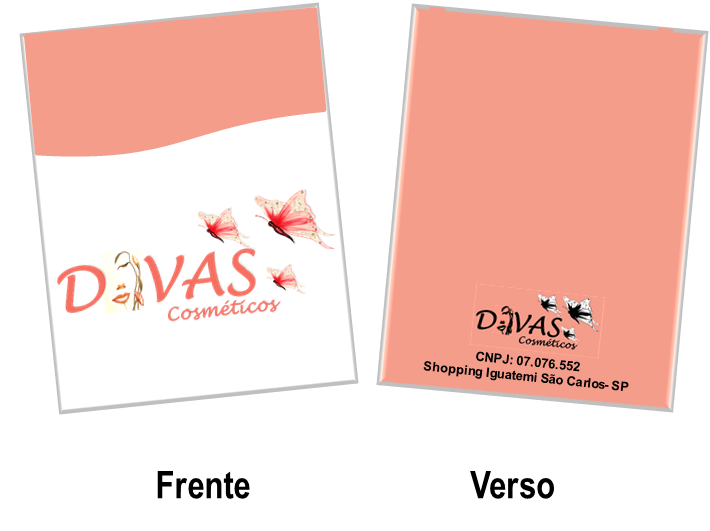 DIVAS
Cosméticos
DIVAS
Cosméticos
CNPJ: 07.076.552
Shopping Iguatemi São Carlos- SP
Frente
Verso